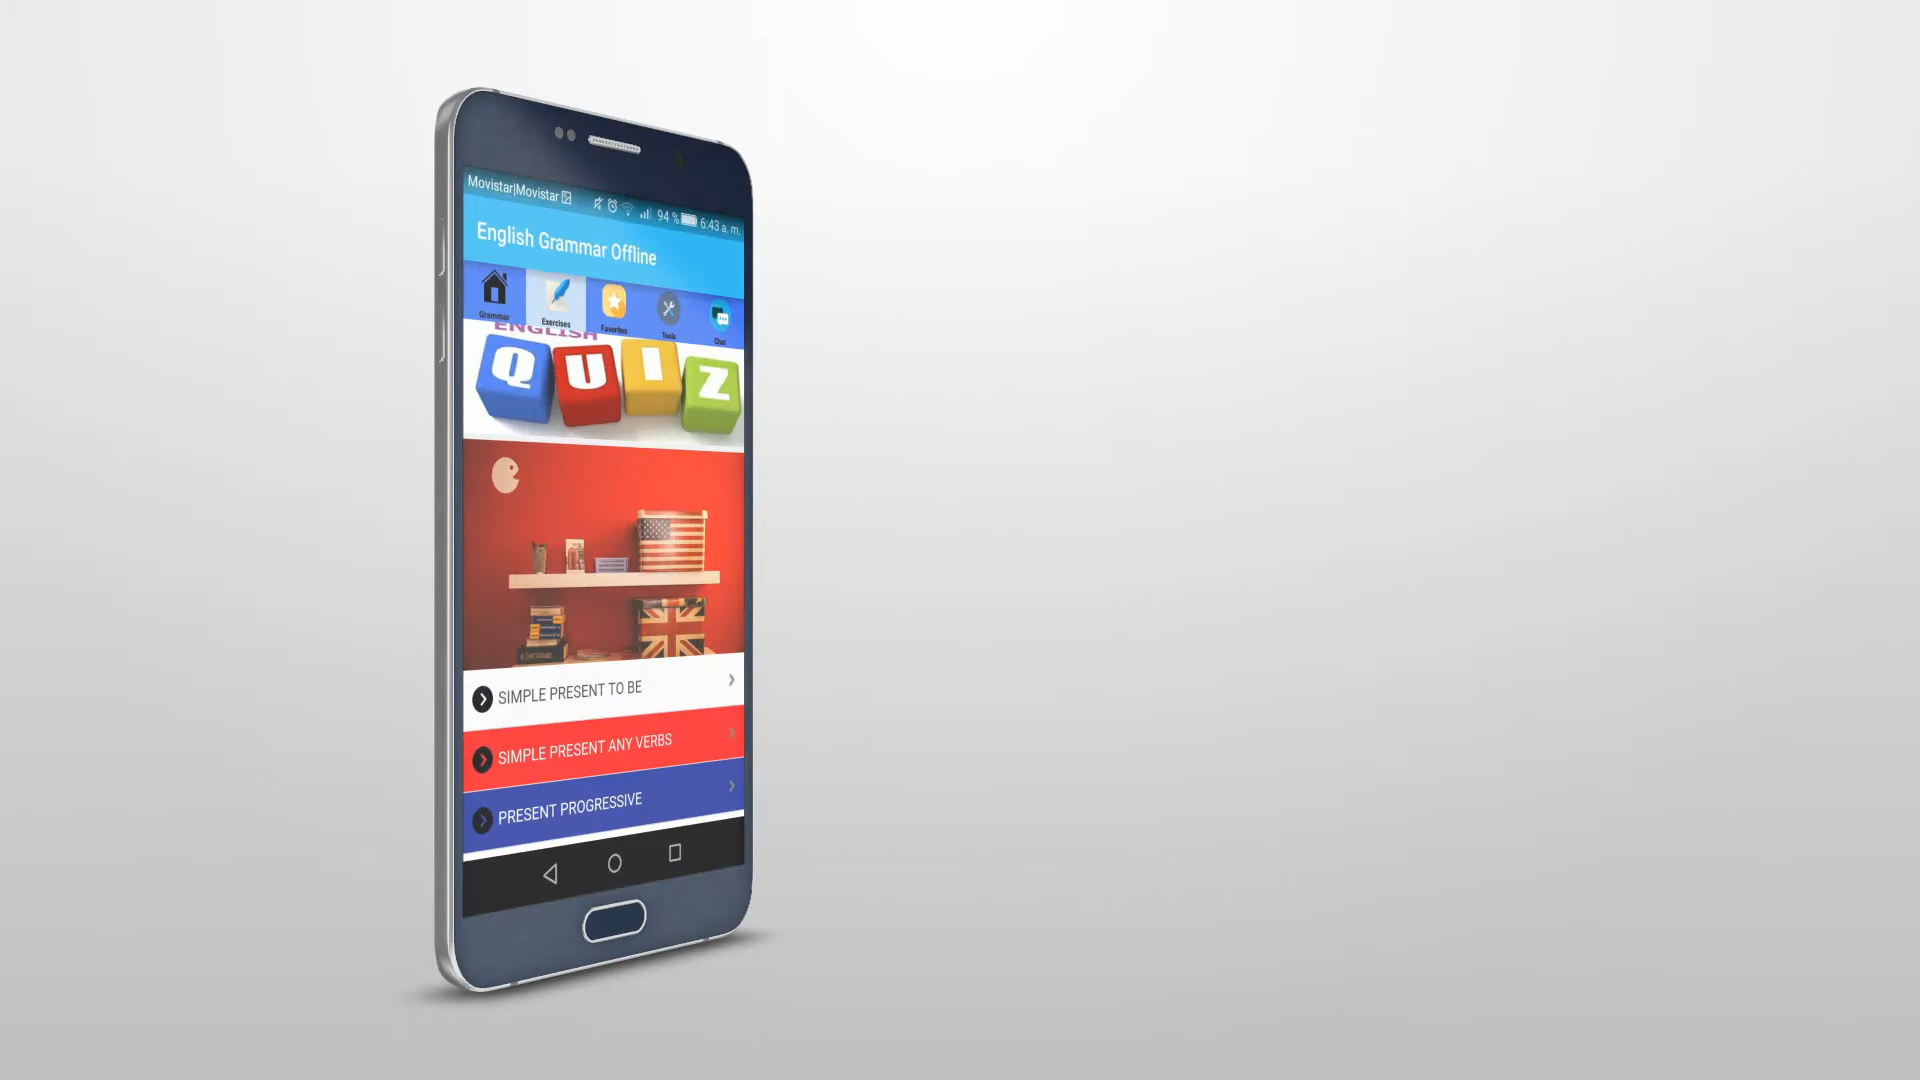 Movistar|Movistar 94 % 6:43 a. m.
English Grammar Offline
Grammar Exercises Favorites Tools Chat
ENGLISH
QUIZ
SIMPLE PRESENT TO BE
SIMPLE PRESENT ANY VERBS
PRESENT PROGRESSIVE